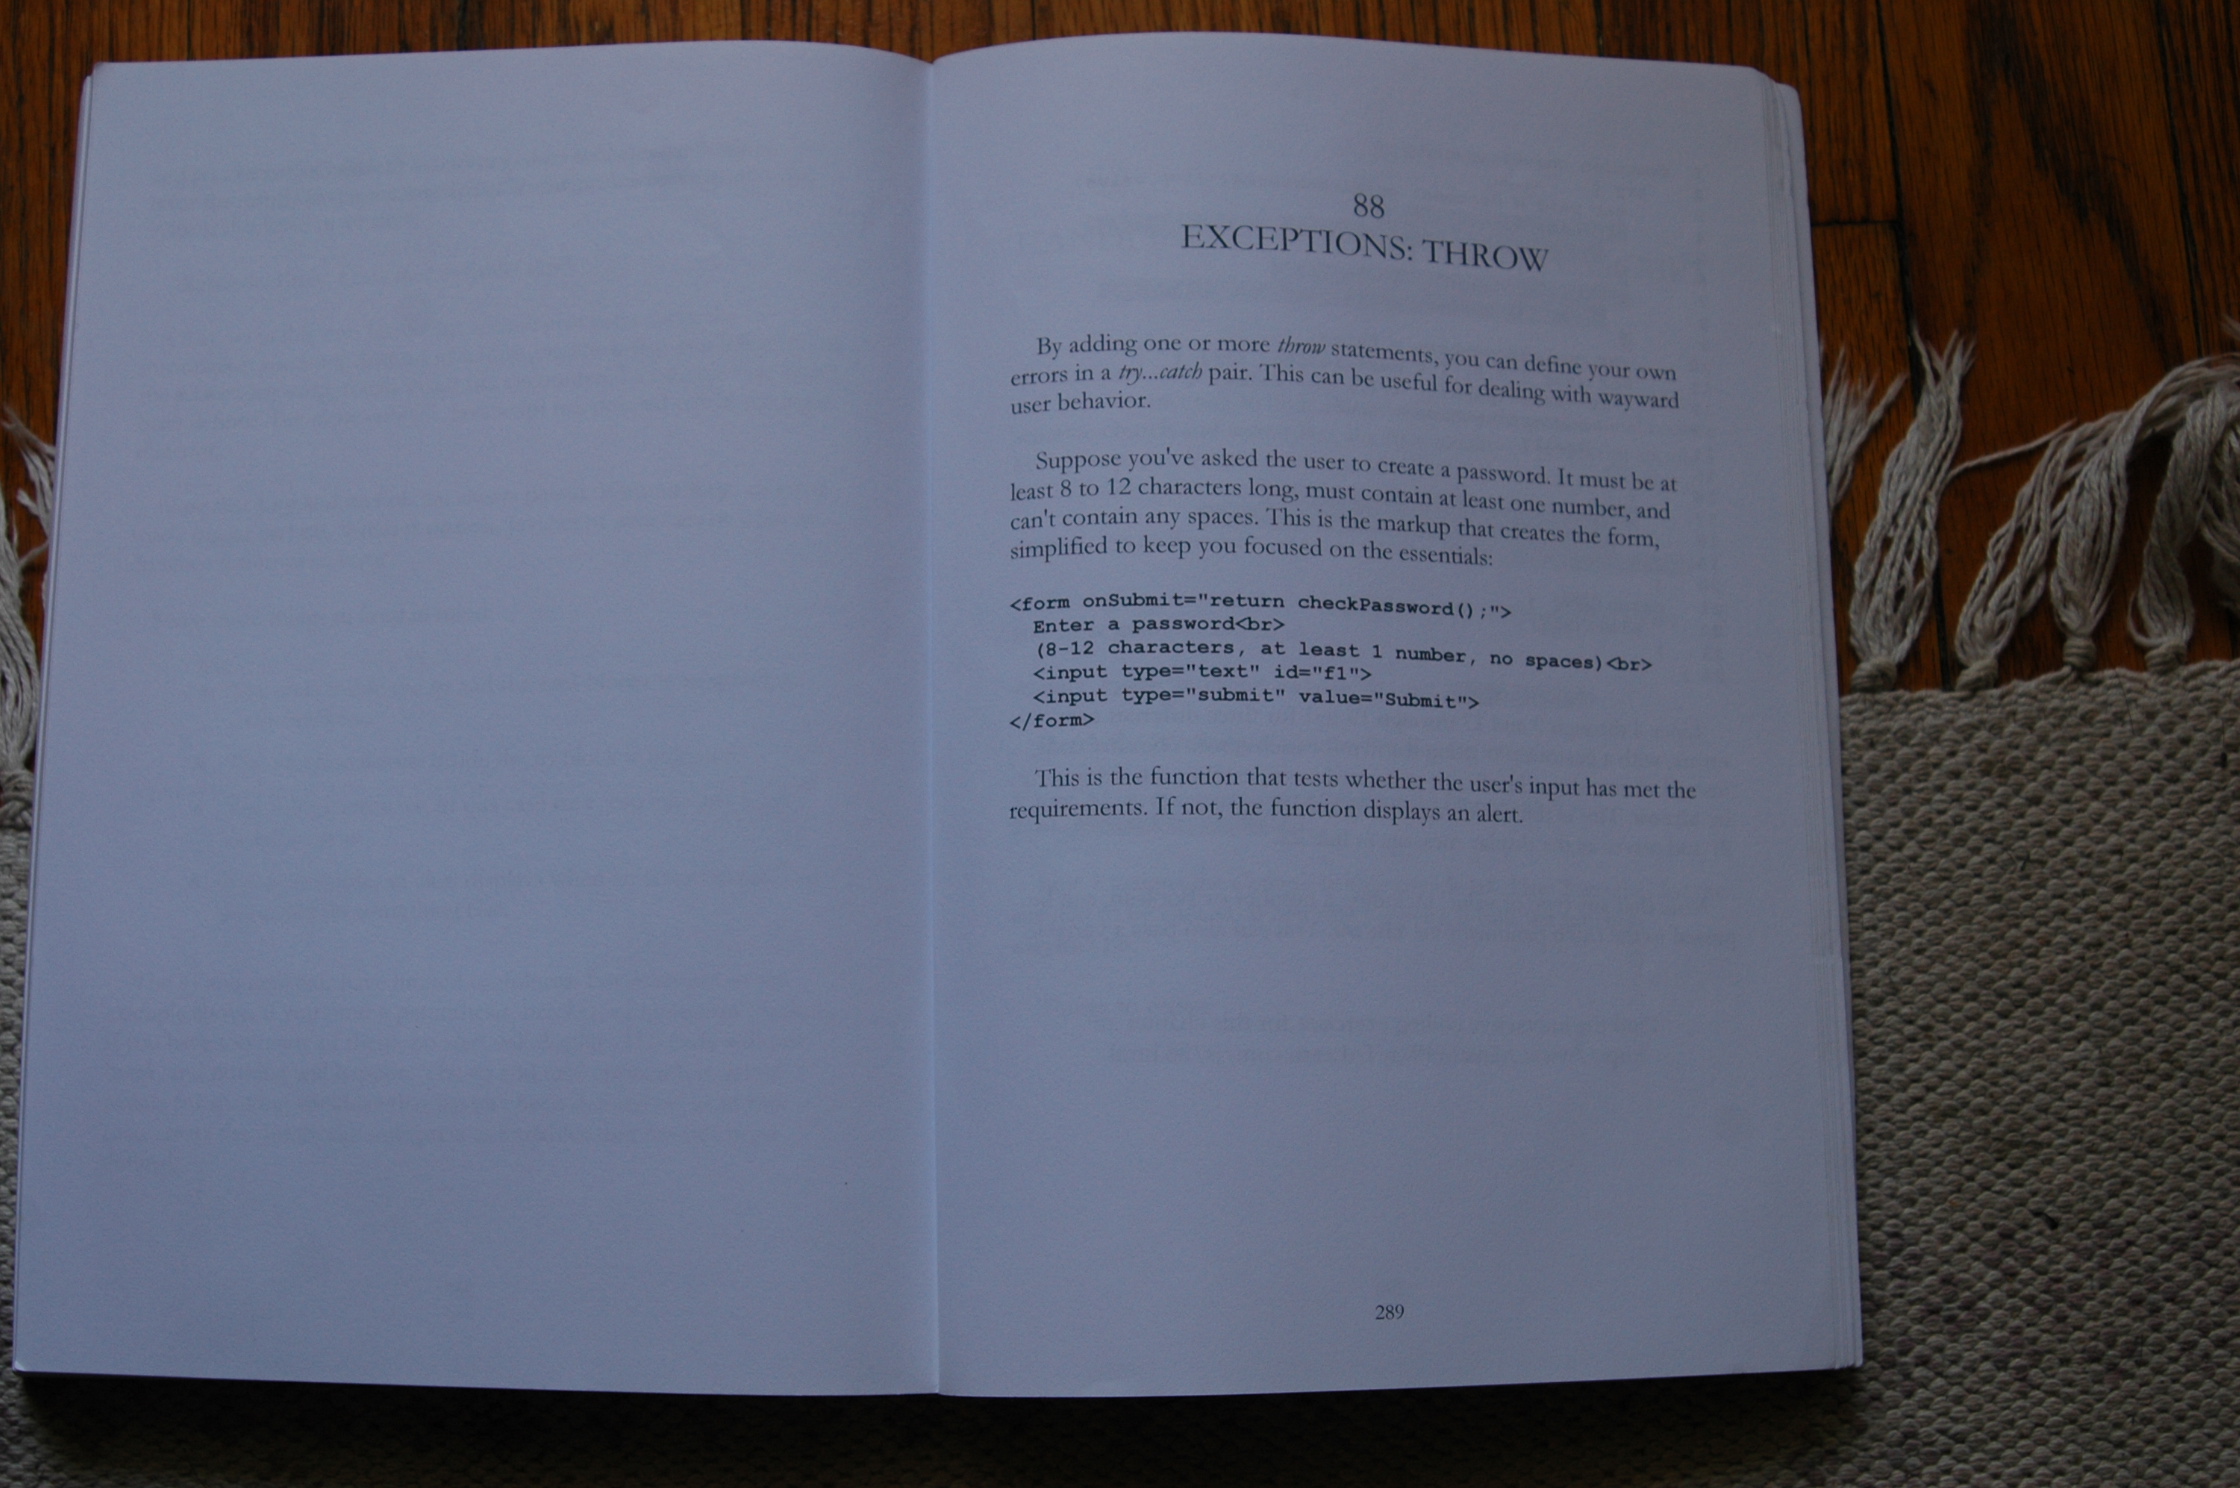 88
EXCEPTIONS: THROW
By adding one or more throw statements, you can define your own
errors in a try...catch pair. This can be useful for dealing with wayward
user behavior.
Suppose you've asked the user to create a password. It must be at
least 8 to 12 characters long, must contain at least one number, and
can't contain any spaces. This is the markup that creates the form,
simplified to keep you focused on the essentials:
<form onSubmit="return checkPassword();">
Enter a password<br>
(8-12 characters, at least 1 number, no spaces)<br>
<input type="text" id="f1">
<input type="submit" value="Submit">
</form>
This is the function that tests whether the user's input has met the
requirements. If not, the function displays an alert.
289